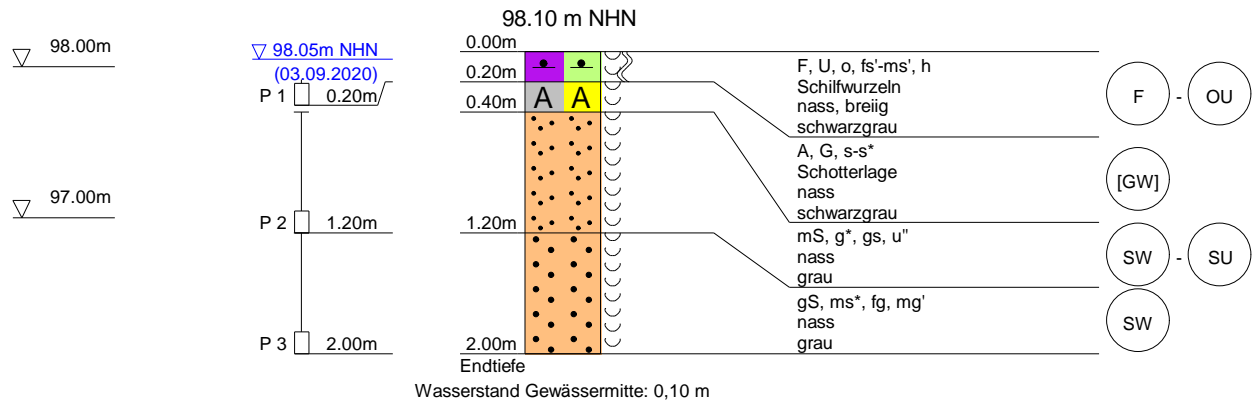 98.10 m NHN
98.00m
98.05m NHN
(03.09.2020)
P 1 0.20m
97.00m
P 2 1.20m
P 3 2.00m
0.00m
0.20m
0.40m
1.20m
2.00m
Endtiefe
A A
F, U, o, fs'-ms', h
Schilfwurzeln
nass, breiig
schwarzgrau
F - OU
A, G, s-s*
Schotterlage
nass
schwarzgrau
[GW]
mS, g*, gs, u"
nass
grau
SW - SU
gS, ms*, fg, mg'
nass
grau
SW
Wasserstand Gewässermitte: 0,10 m